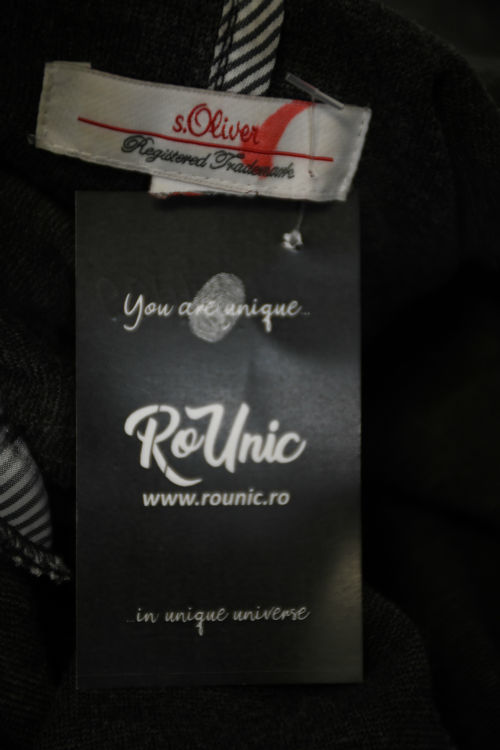 s.Oliver
Registered Trademark
You are unique...
RoUnic
www.rounic.ro
...in unique universe